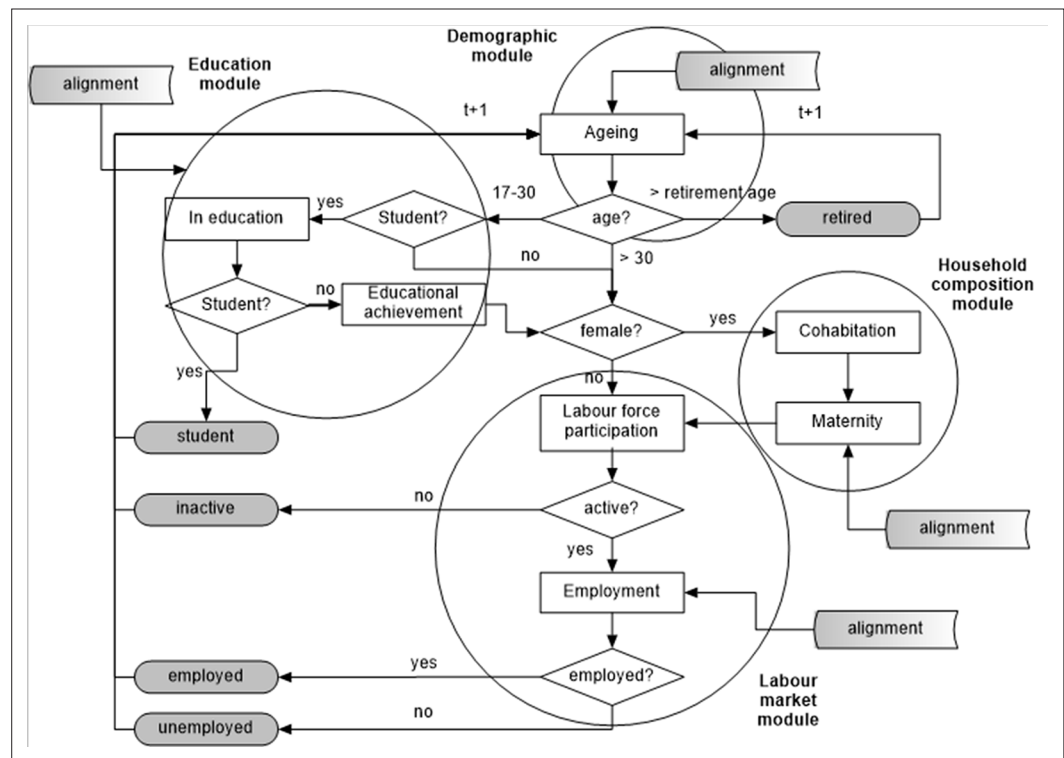 Demographic
module
Education
module
alignment
alignment
t+1
t+1
Ageing
17-30
> retirement age
yes
In education
Student?
age?
retired
no
> 30
Household
composition
module
Student?
no
Educational
achievement
female?
yes
Cohabitation
yes
no
Labour force
participation
Maternity
student
no
inactive
active?
alignment
yes
Employment
alignment
yes
employed
employed?
Labour
market
module
no
unemployed